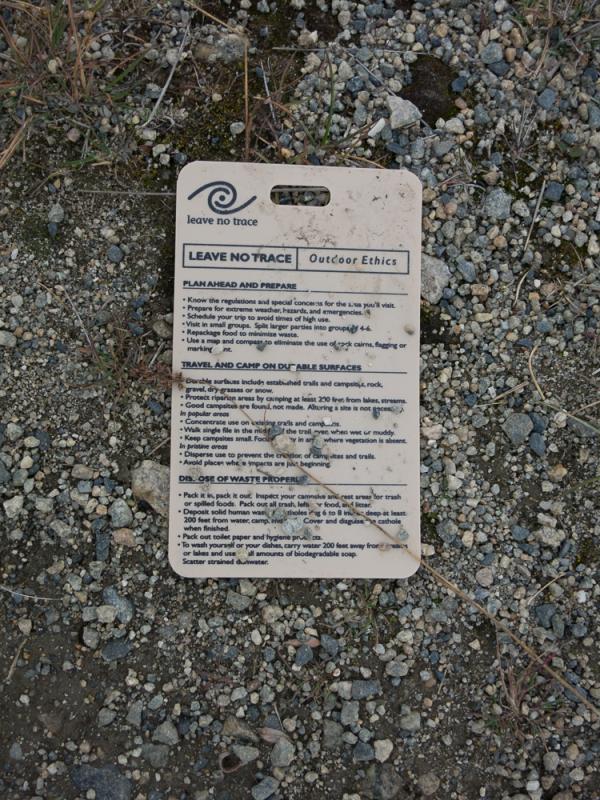 leave no trace
LEAVE NO TRACE Outdoor Ethics
PLAN AHEAD AND PREPARE
• Know the regulations and special concerns for the area you'll visit.
• Prepare for extreme weather, hazards, and emergencies.
• Schedule your trip to avoid times of high use.
• Visit in small groups. Split larger parties into groups of 4-6.
• Repackage food to minimize waste.
• Use a map and compass to eliminate the use of rock cairns, flagging or
marking paint.
TRAVEL AND CAMP ON DURABLE SURFACES
• Durable surfaces include established trails and campsites, rock,
gravel, dry grasses or snow.
• Protect riparian areas by camping at least 200 feet from lakes, streams.
• Good campsites are found, not made. Altering a site is not necessary.
In popular areas
• Concentrate use on existing trails and campsites.
• Walk single file in the middle of the trail, even when wet or muddy.
• Keep campsites small. Focus activity in areas where vegetation is absent.
In pristine areas
• Disperse use to prevent the creation of campsites and trails.
• Avoid places where impacts are just beginning.
DISPOSE OF WASTE PROPERLY
• Pack it in, pack it out. Inspect your campsite and rest areas for trash
or spilled foods. Pack out all trash, leftover food, and litter.
• Deposit solid human waste in catholes dug 6 to 8 inches deep at least
200 feet from water, camp, and Cover and disguise the cathole
when finished.
• Pack out toilet paper and hygiene products.
• To wash yourself or your dishes, carry water 200 feet away from streams
or lakes and use small amounts of biodegradable soap.
Scatter strained dishwater.